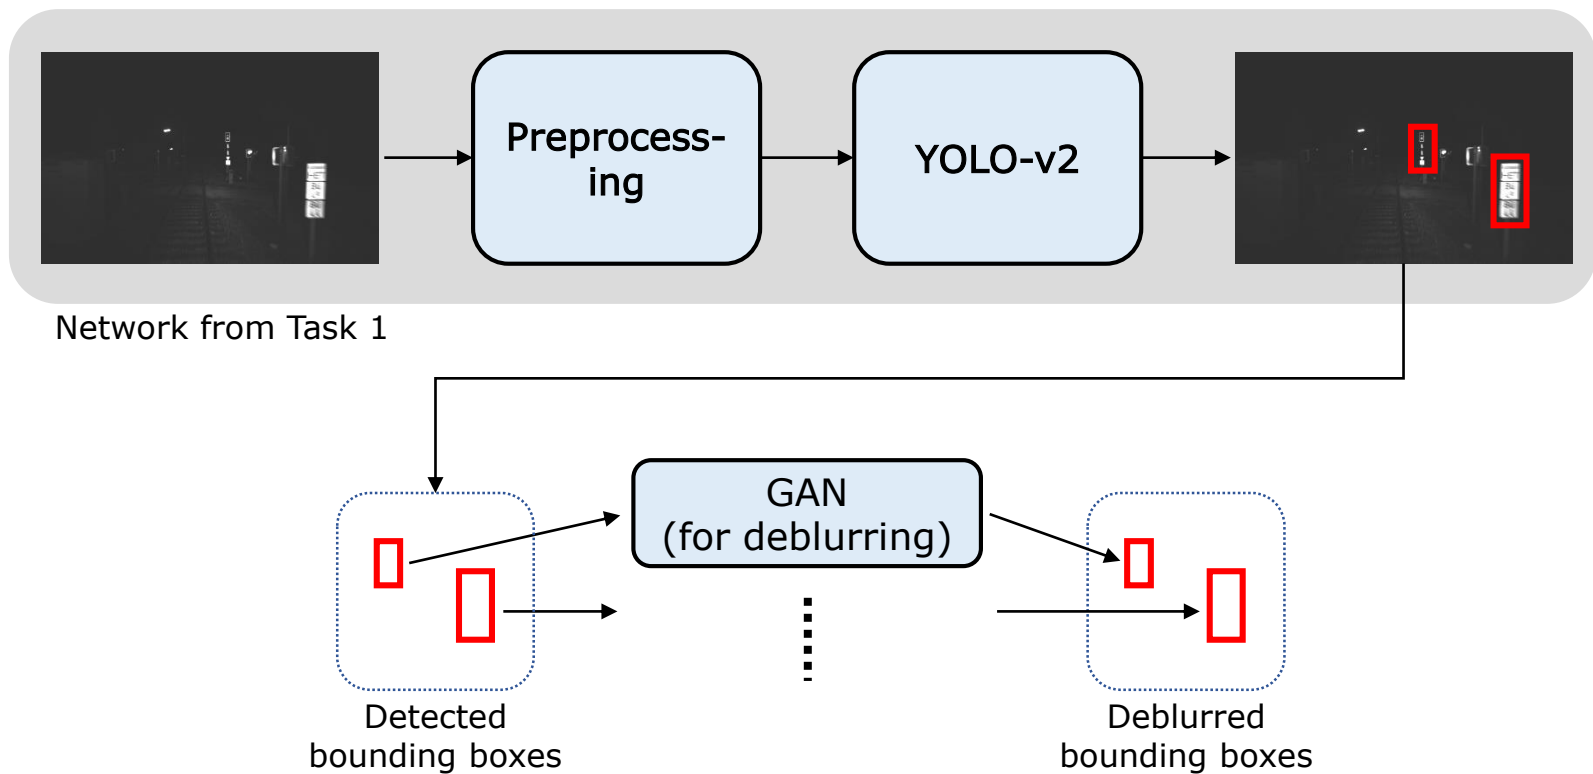 Preprocess-
ing
YOLO-v2
Network from Task 1
GAN
(for deblurring)
Detected
bounding boxes
Deblurred
bounding boxes